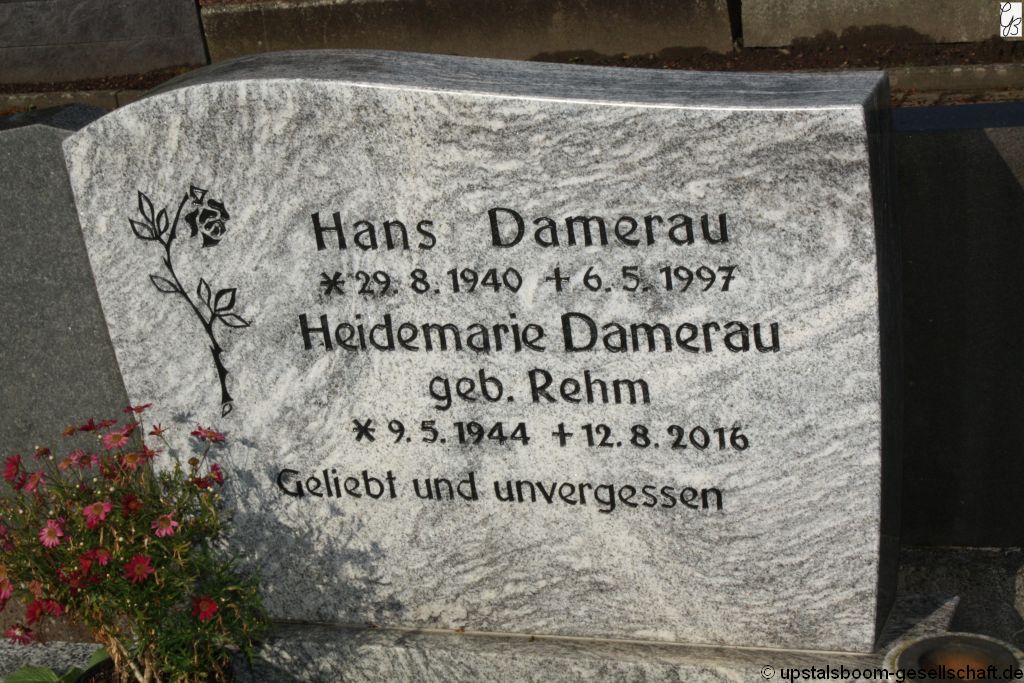 Hans Damerau
* 29. 8. 1940 + 6. 5. 1997
Heidemarie Damerau
geb. Rehm
* 9. 5. 1944 + 12. 8. 2016
Geliebt und unvergessen
© upstalsboom-gesellschaft.de